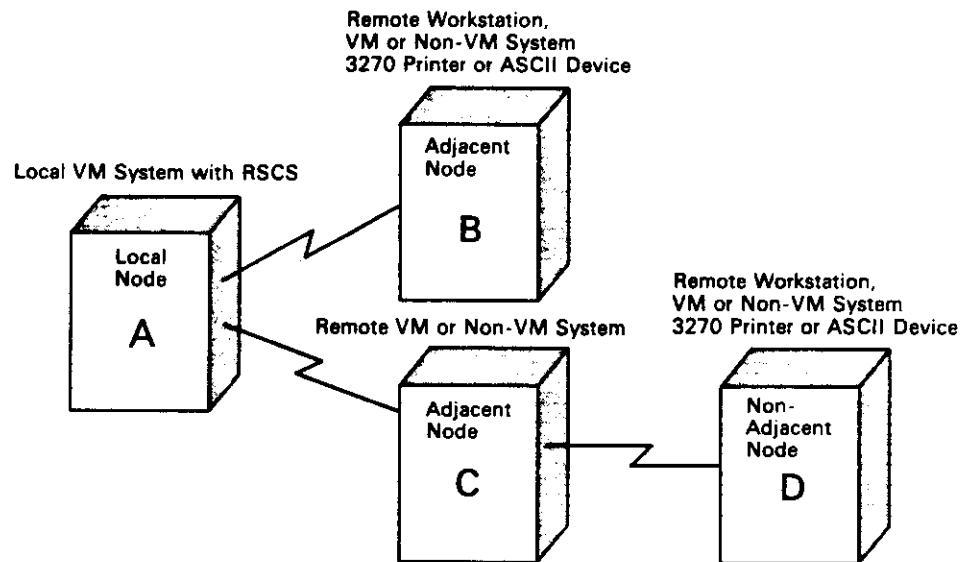 Remote Workstation,
VM or Non-VM System
3270 Printer or ASCII Device
Adjacent
Node
B
Local VM System with RSCS
Local
Node
A
Remote VM or Non-VM System
Adjacent
Node
C
Remote Workstation,
VM or Non-VM System
3270 Printer or ASCII Device
Non-
Adjacent
Node
D